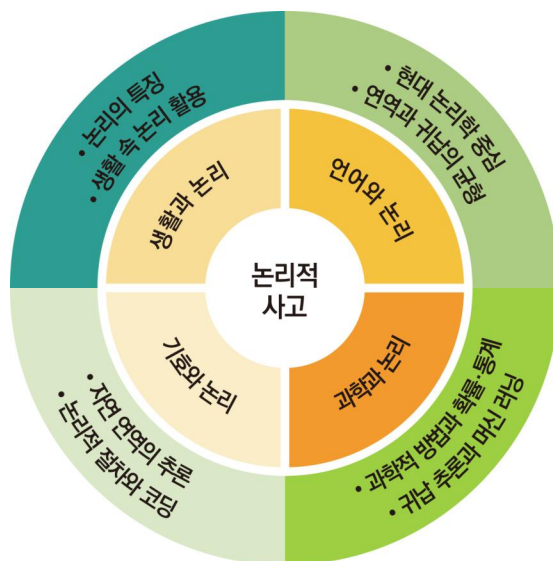 • 논리의 특징
• 생활 속 논리 활용
생활과 논리
• 현대 논리학 중심
• 연역과 귀납의 균형
언어와 논리
논리적
사고
기호와 논리
• 자연 연역의 추론
• 논리적 절차와 코딩
과학과 논리
• 과학적 방법과 확률·통계
• 귀납 추론과 머신 러닝